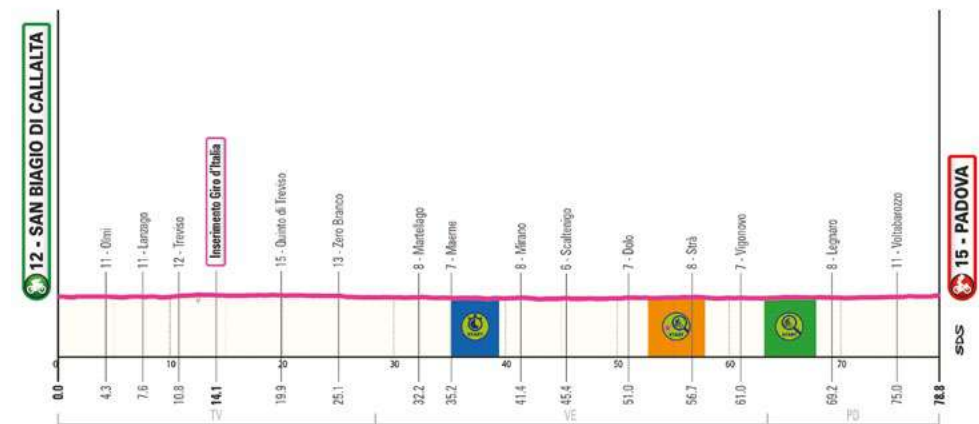 12 - SAN BIAGIO DI CALLALTA
11 - Olmi
11 - Lanzago
12 - Treviso
Inserimento Giro d'Italia
15 - Quinto di Treviso
13 - Zero Branco
8 - Martellago
7 - Maerne
8 - Mirano
6 - Scaltenigo
7 - Dolo
8 - Strà
7 - Vigonovo
8 - Legnaro
11 - Voltabarozzo
15 - PADOVA
START
START
START
SDS
0 10 20 30 40 50 60 70
0.0 4.3 7.6 10.8 14.1 19.9 25.1 32.2 35.2 41.4 45.4 51.0 56.7 61.0 69.2 75.0 78.8
TV VE PD